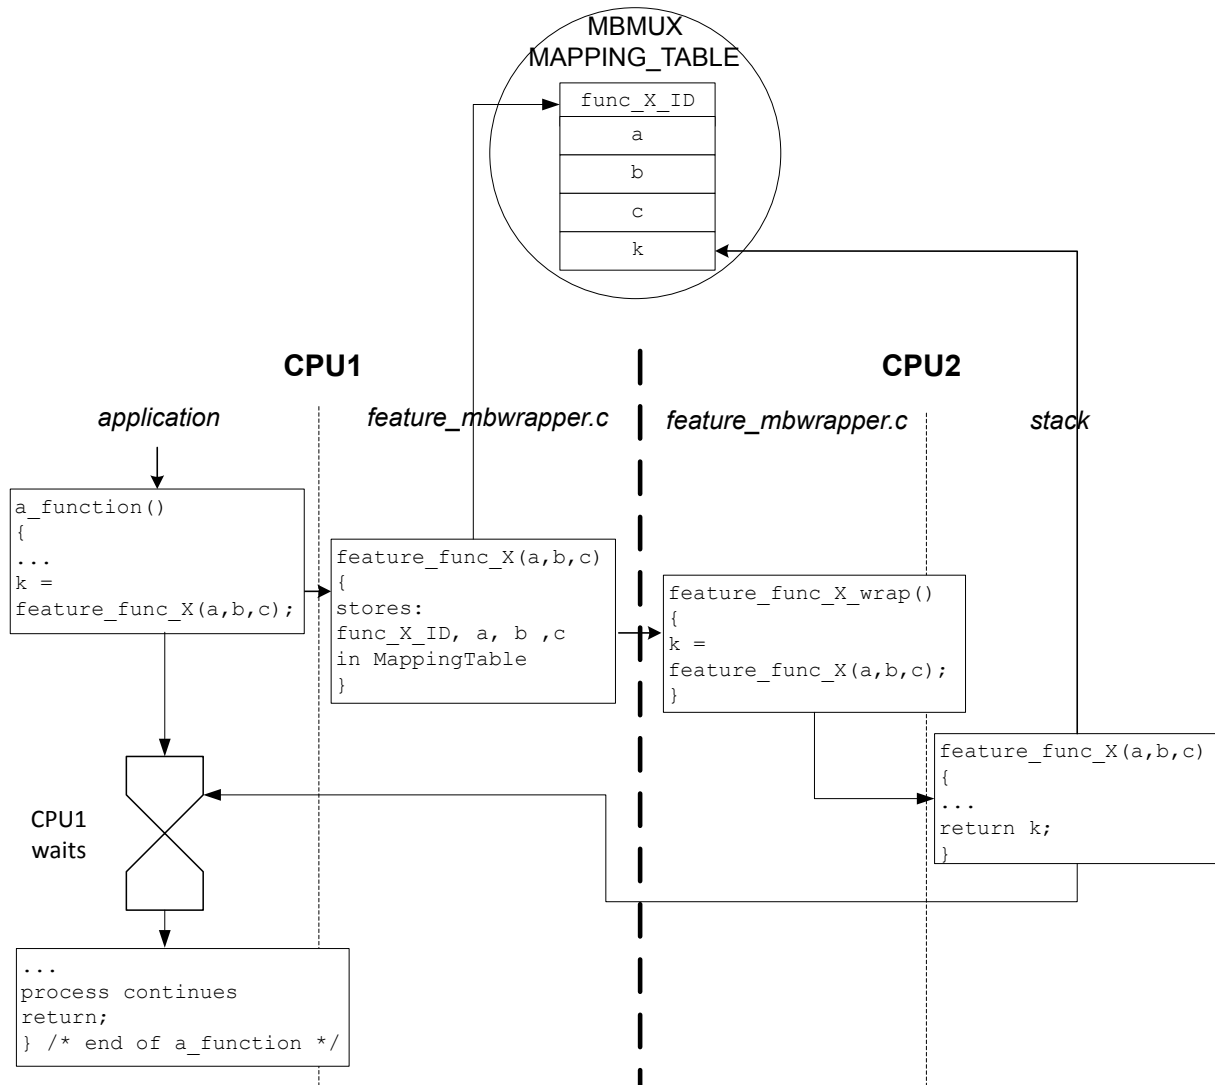 MBMUX
MAPPING_TABLE
func_X_ID
a
b
c
k
CPU1
CPU2
application
feature_mbwrapper.c
feature_mbwrapper.c
stack
a_function()
{
...
k =
feature_func_X(a,b,c);
feature_func_X(a,b,c)
{
stores:
func_X_ID, a, b ,c
in MappingTable
}
feature_func_X_wrap()
{
k =
feature_func_X(a,b,c);
}
feature_func_X(a,b,c)
{
...
return k;
}
CPU1
waits
...
process continues
return;
} /* end of a_function */